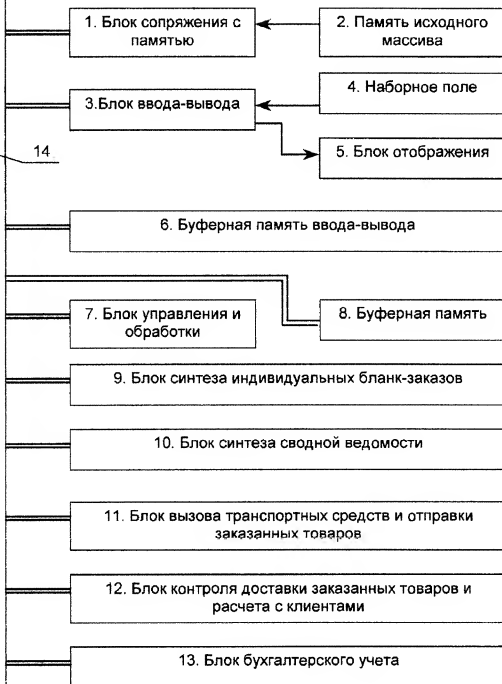 1. Блок сопряжения с
памятью
2. Память исходного
массива
3.Блок ввода-вывода
4. Наборное поле
14
5. Блок отображения
6. Буферная память ввода-вывода
7. Блок управления и
обработки
8. Буферная память
9. Блок синтеза индивидуальных бланк-заказов
10. Блок синтеза сводной ведомости
11. Блок вызова транспортных средств и отправки
заказанных товаров
12. Блок контроля доставки заказанных товаров и
расчета с клиентами
13. Блок бухгалтерского учета